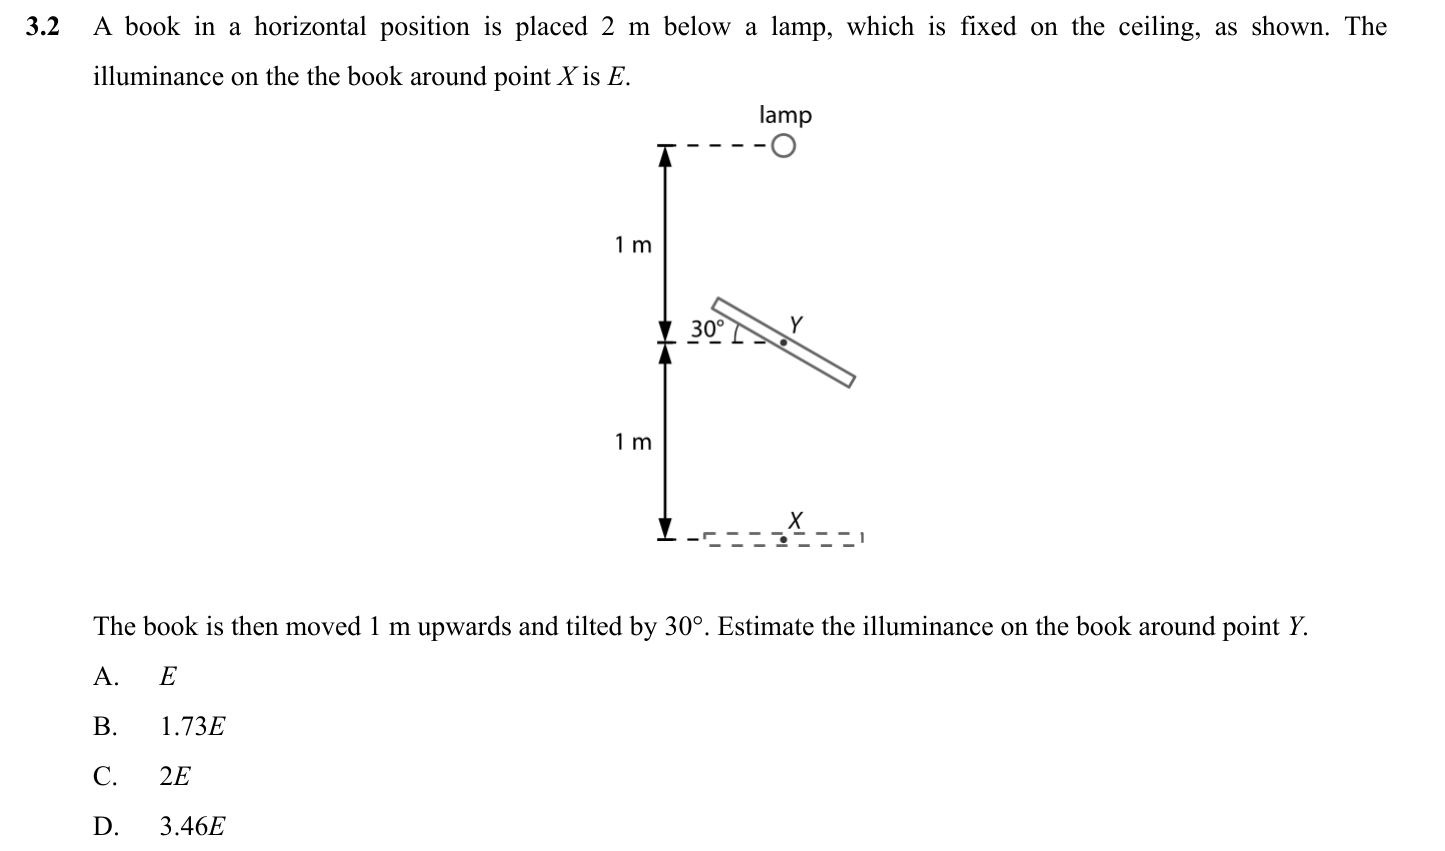 3.2 A book in a horizontal position is placed 2 m below a lamp, which is fixed on the ceiling, as shown. The
illuminance on the the book around point X is E.
lamp
1 m
30°
Y
1 m
X
The book is then moved 1 m upwards and tilted by 30°. Estimate the illuminance on the book around point Y.
A. E
B. 1.73E
C. 2E
D. 3.46E